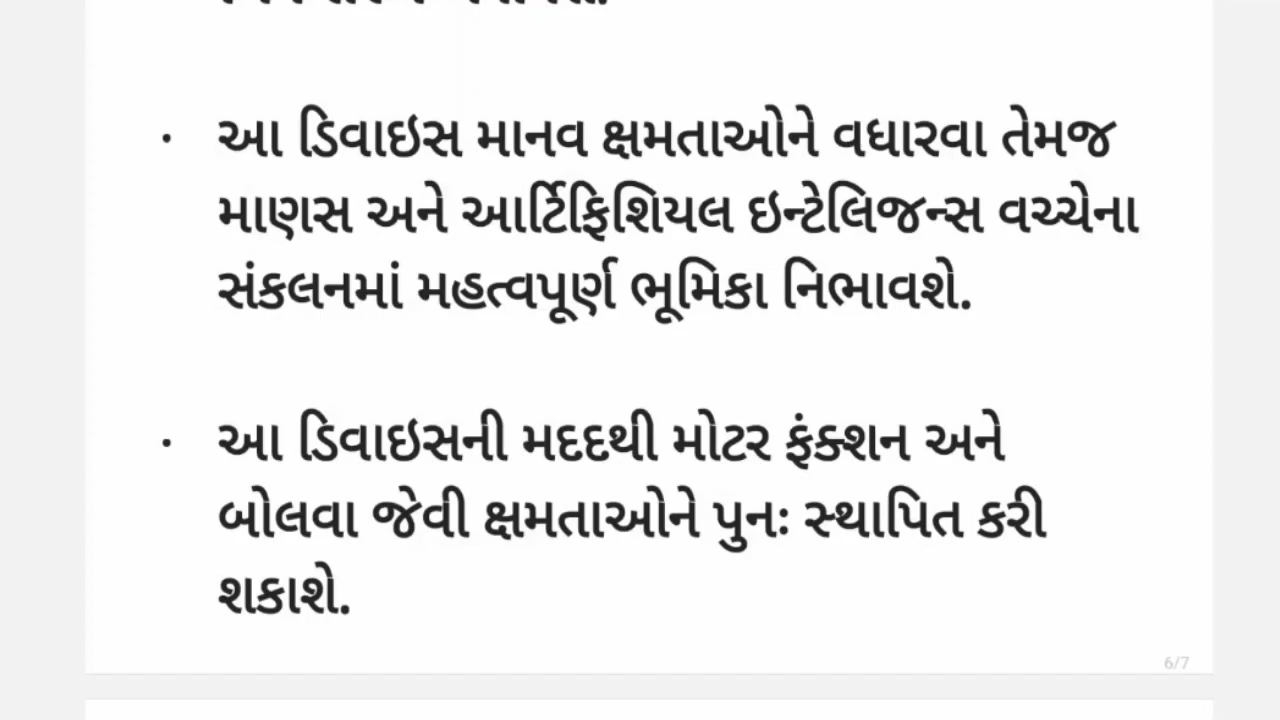 · આ ડિવાઇસ માનવ ક્ષમતાઓને વધારવા તેમજ
માણસ અને આર્ટિફિશિયલ ઇન્ટેલિજન્સ વચ્ચેના
સંકલનમાં મહત્વપૂર્ણ ભૂમિકા નિભાવશે.
· આ ડિવાઇસની મદદથી મોટર ફંક્શન અને
બોલવા જેવી ક્ષમતાઓને પુનઃ સ્થાપિત કરી
શકાશે.
6/7